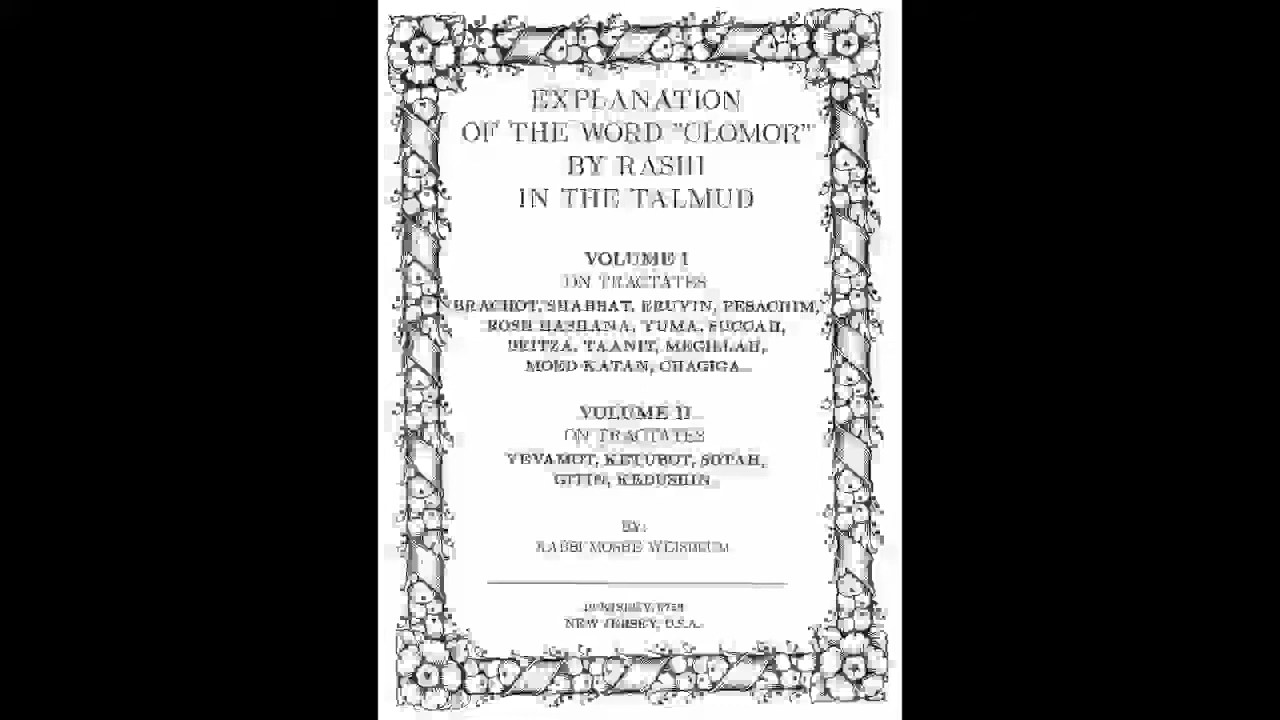 EXPLANATION
OF THE WORD "CLOMOR"
BY RASHI
IN THE TALMUD
VOLUME I
ON TRACTATES
BRACHOT, SHABBAT, ERUVIN, PESACHIM,
ROSH HASHANA, YUMA, SUCCAH,
BEITZA, TAANIT, MEGILLAH,
MOED KATAN, CHAGIGA
VOLUME II
ON TRACTATES
YEVAMOT, KETUBOT, SOTAH,
GITIN, KEDUSHIN
BY:
RABBI MOSHE
NEW JERSEY, U.S.A.